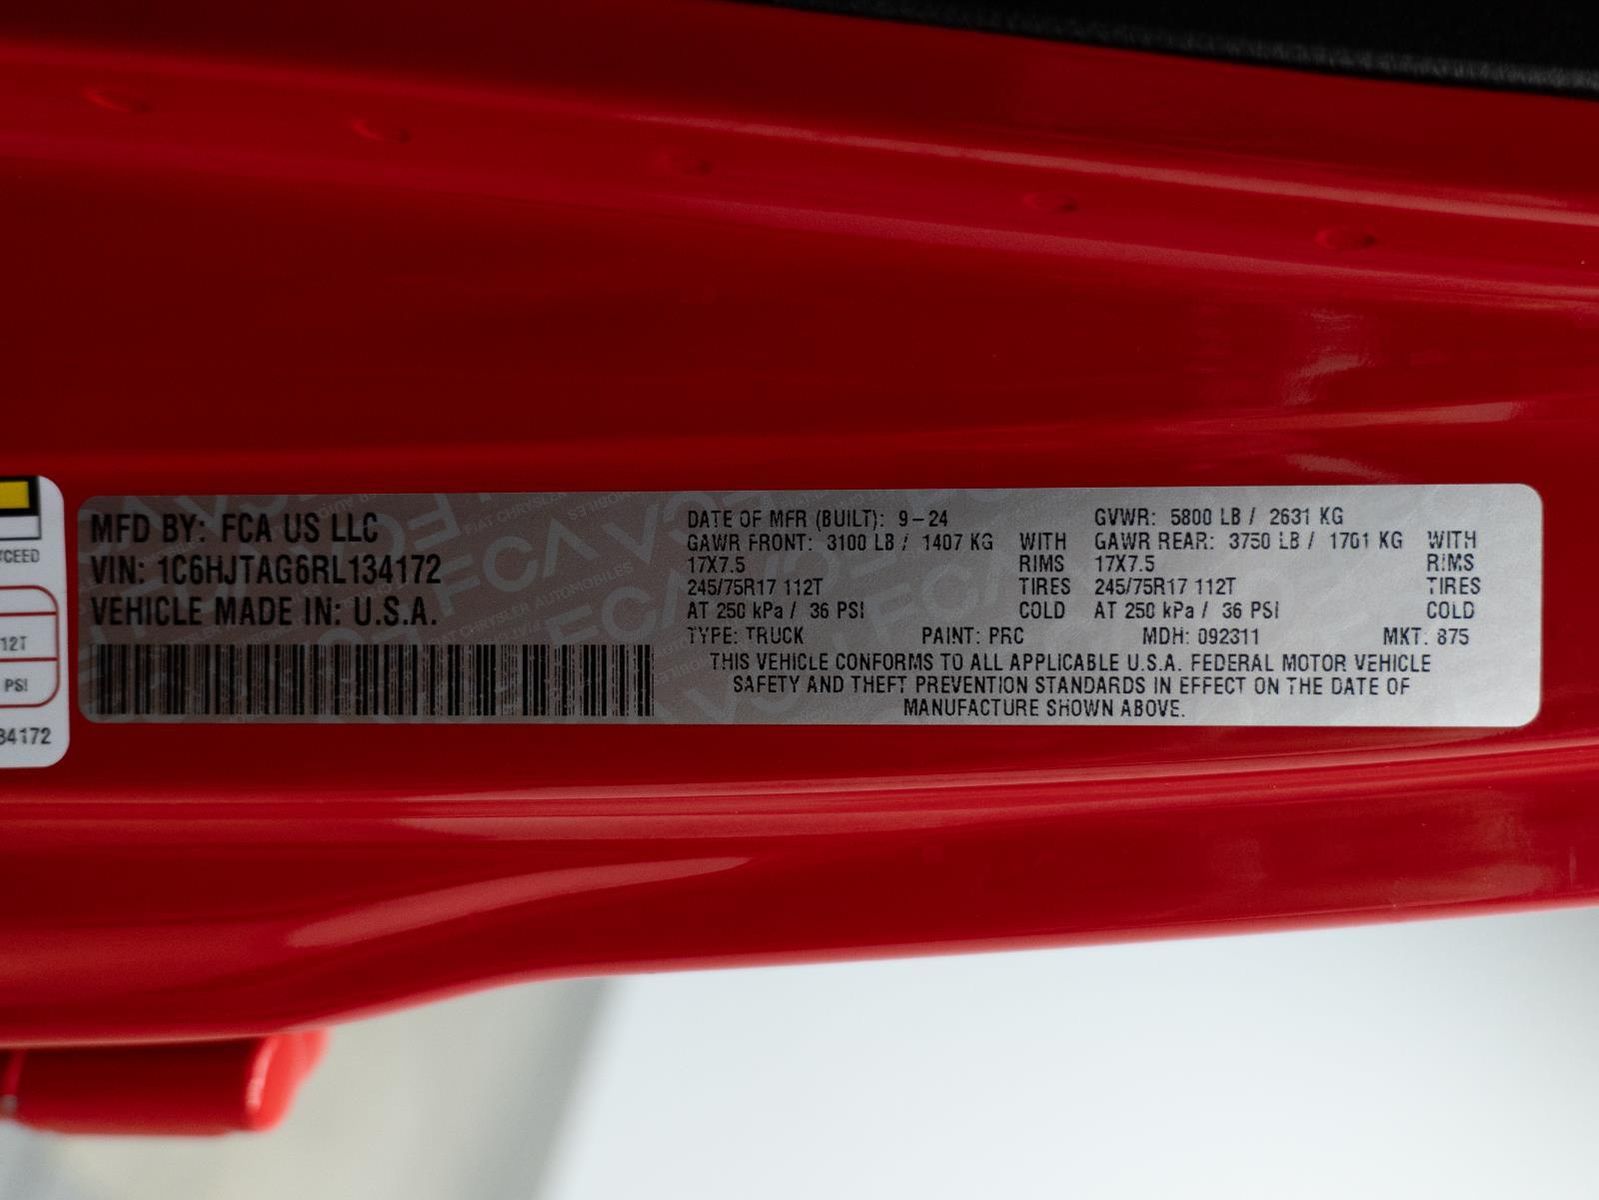 XCEED
12T
PSI
34172
MFD BY: FCA US LLC
VIN: 1C6HJTAG6RL134172
VEHICLE MADE IN: U.S.A.
DATE OF MFR (BUILT): 9-24 GVWR: 5800 LB / 2631 KG
GAWR FRONT: 3100 LB / 1407 KG WITH GAWR REAR: 3750 LB / 1701 KG WITH
17X7.5 RIMS 17X7.5 RIMS
245/75R17 112T TIRES 245/75R17 112T TIRES
AT 250 kPa / 36 PSI COLD AT 250 kPa / 36 PSI COLD
TYPE: TRUCK PAINT: PRC MDH: 092311 MKT: 875
THIS VEHICLE CONFORMS TO ALL APPLICABLE U.S.A. FEDERAL MOTOR VEHICLE
SAFETY AND THEFT PREVENTION STANDARDS IN EFFECT ON THE DATE OF
MANUFACTURE SHOWN ABOVE.